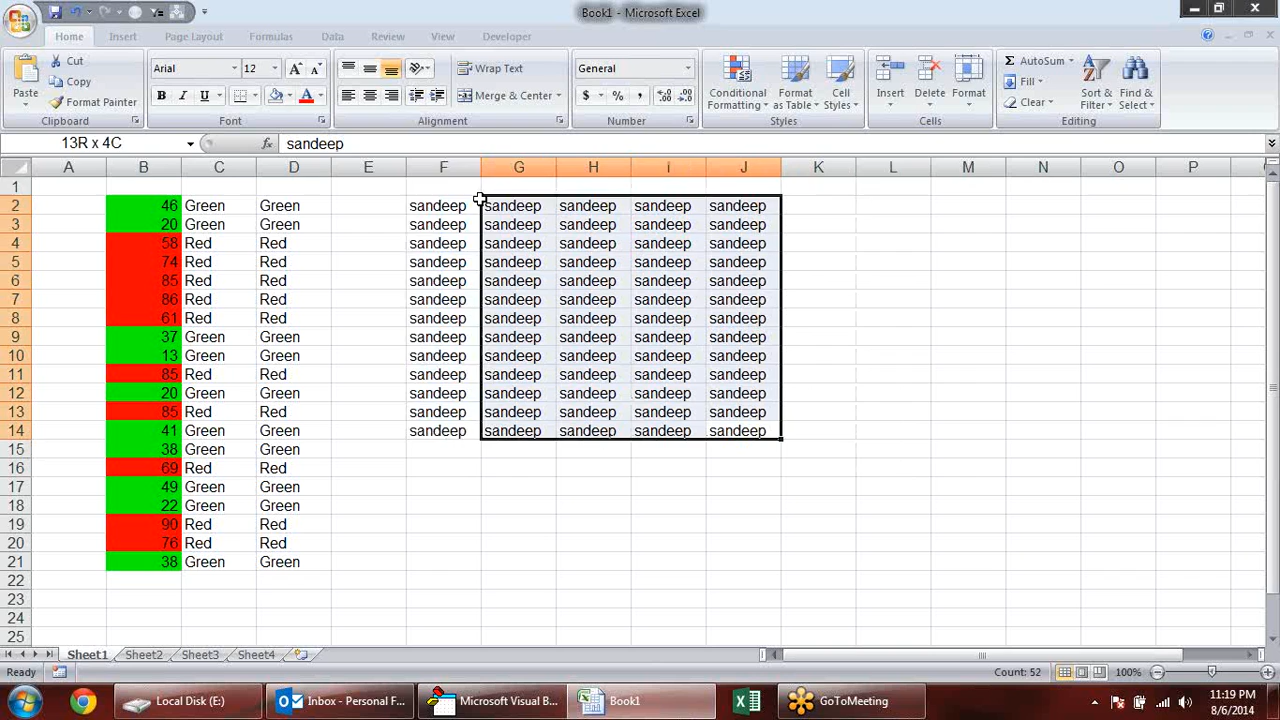 Book1 - Microsoft Excel
Home Insert Page Layout Formulas Data Review View Developer
Paste
Cut
Copy
Format Painter
Clipboard
Arial 12
B I U
A
Font
Wrap Text
Merge & Center
Alignment
General
$ % ,
Number
Conditional Formatting
Format as Table
Cell Styles
Styles
Insert Delete Format
Cells
Σ AutoSum
Fill
Clear
Sort & Filter
Find & Select
Editing
13R x 4C fx sandeep
A B C D E F G H I J K L M N O P
1
2 46 Green Green sandeep sandeep sandeep sandeep sandeep
3 20 Green Green sandeep sandeep sandeep sandeep sandeep
4 58 Red Red sandeep sandeep sandeep sandeep sandeep
5 74 Red Red sandeep sandeep sandeep sandeep sandeep
6 85 Red Red sandeep sandeep sandeep sandeep sandeep
7 86 Red Red sandeep sandeep sandeep sandeep sandeep
8 61 Red Red sandeep sandeep sandeep sandeep sandeep
9 37 Green Green sandeep sandeep sandeep sandeep sandeep
10 13 Green Green sandeep sandeep sandeep sandeep sandeep
11 85 Red Red sandeep sandeep sandeep sandeep sandeep
12 20 Green Green sandeep sandeep sandeep sandeep sandeep
13 85 Red Red sandeep sandeep sandeep sandeep sandeep
14 41 Green Green sandeep sandeep sandeep sandeep sandeep
15 38 Green Green
16 69 Red Red
17 49 Green Green
18 22 Green Green
19 90 Red Red
20 76 Red Red
21 38 Green Green
22
23
24
25
Sheet1 Sheet2 Sheet3 Sheet4
Ready Count: 52 100%
Local Disk (E:) Inbox - Personal F... Microsoft Visual B... Book1 GoToMeeting 11:19 PM
8/6/2014